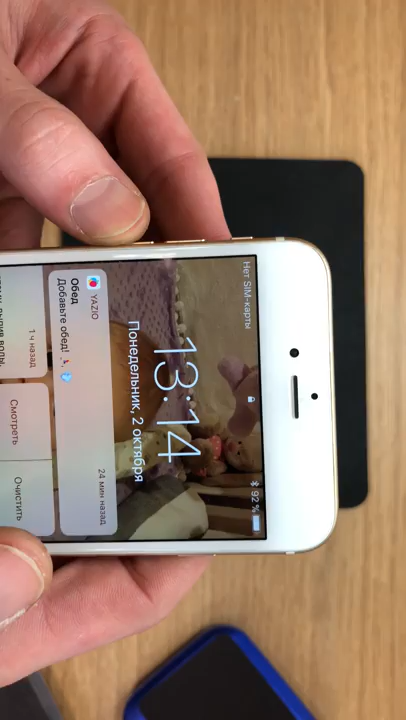 Нет SIM-карты
92 %
13:14
Понедельник, 2 октября
YAZIO
24 мин назад
Обед
Добавьте обед!
1 ч назад
воды.
Смотреть
Очистить